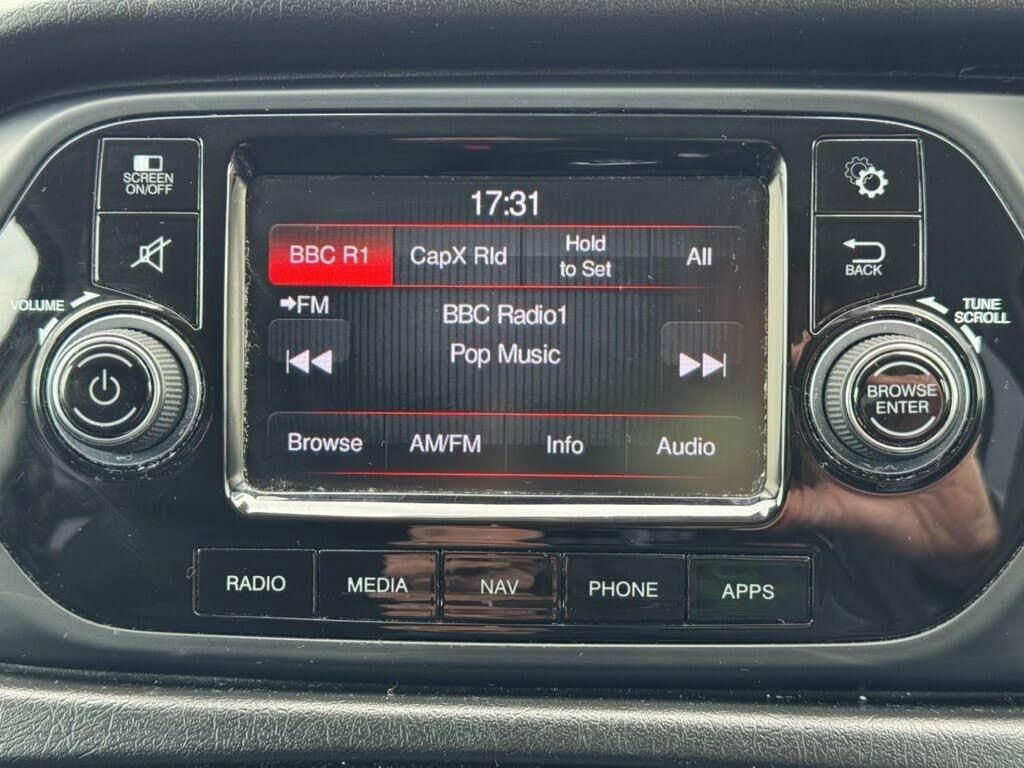 SCREEN
ON/OFF
17:31
BBC R1 CapX Rld Hold
to Set All
BACK
VOLUME
➜FM
BBC Radio1
TUNE
SCROLL
Pop Music
BROWSE
ENTER
Browse AM/FM Info Audio
RADIO MEDIA NAV PHONE APPS